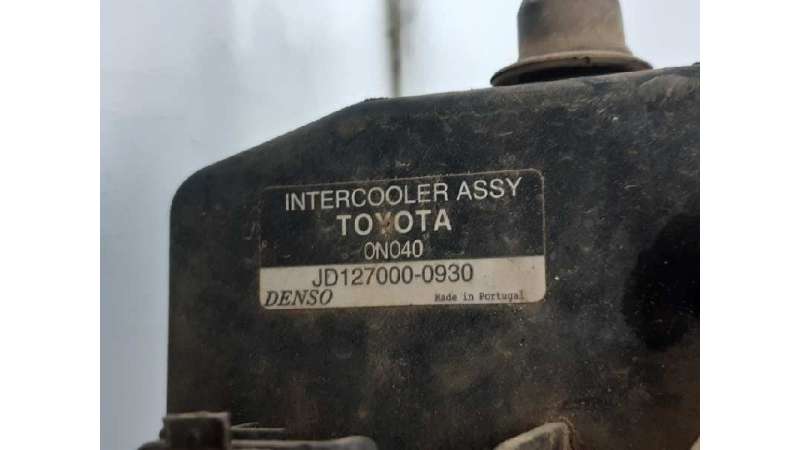 INTERCOOLER ASSY
TOYOTA
0N040
JD127000-0930
DENSO Made in Portugal